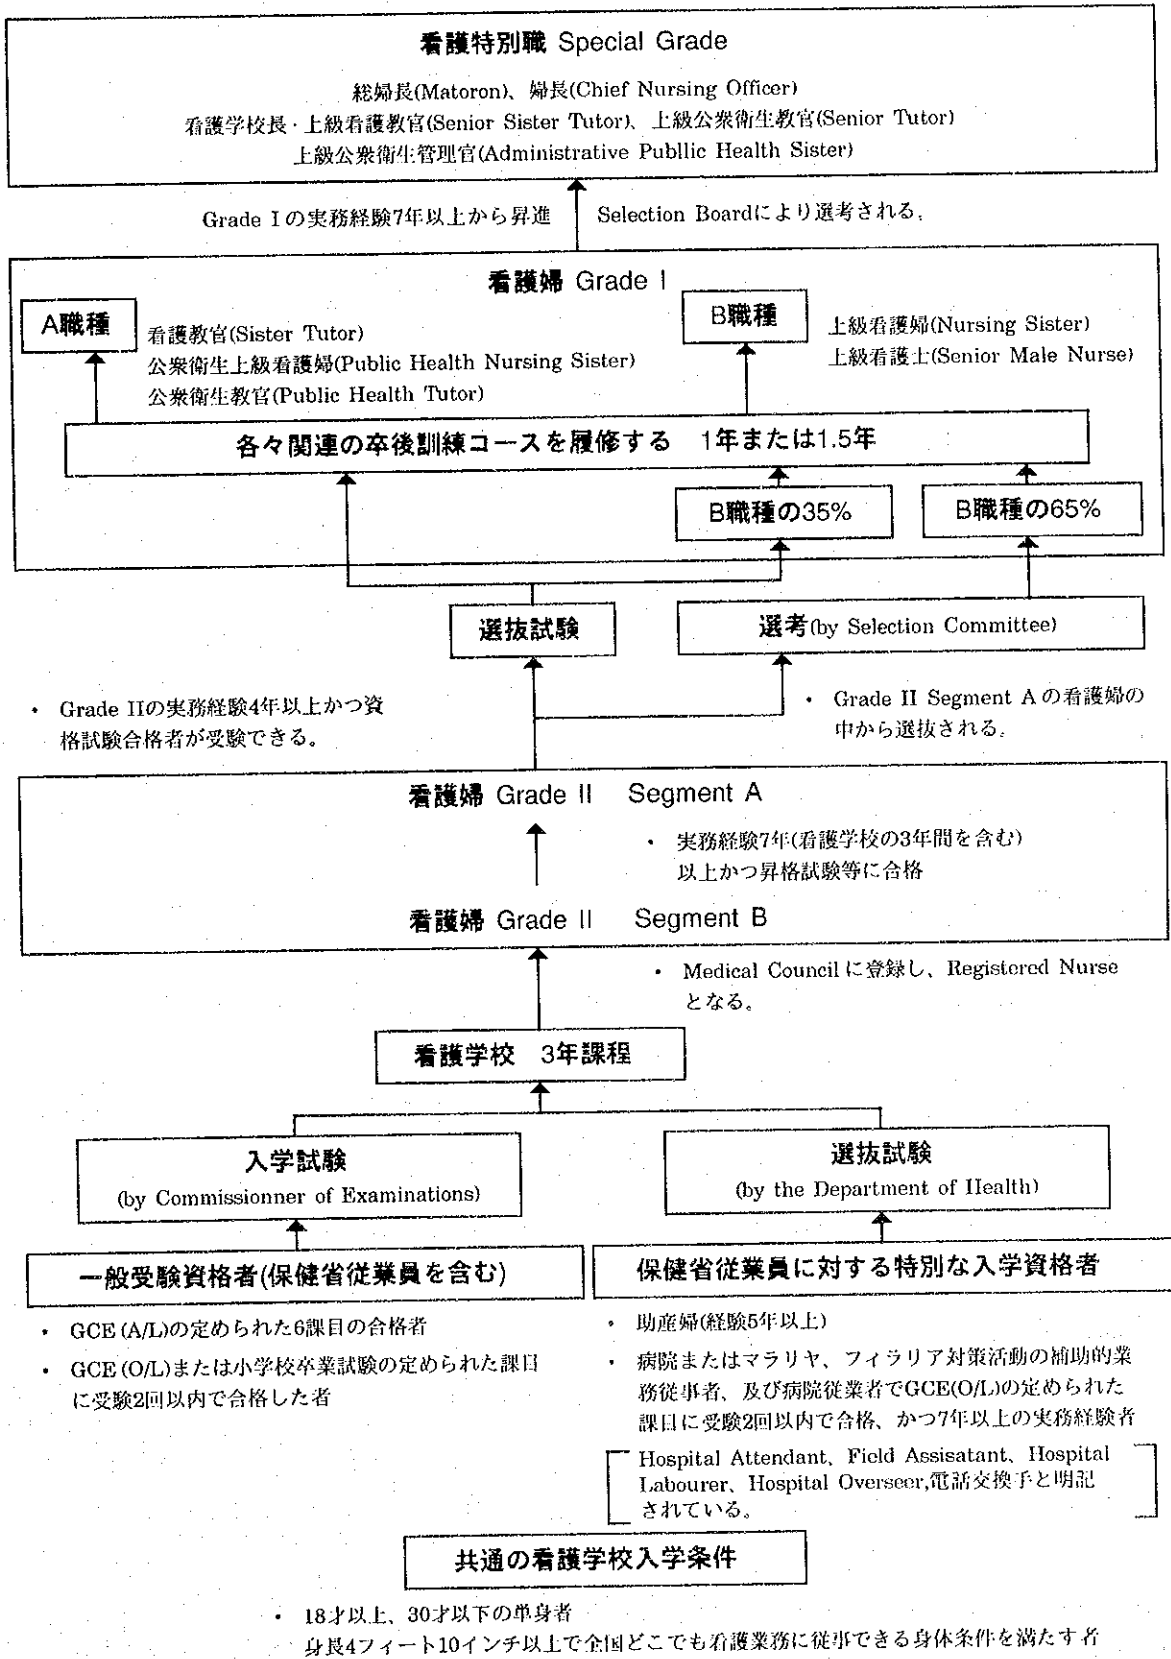 看護特別職 Special Grade
総婦長(Matoron)、婦長(Chief Nursing Officer)
看護学校長・上級看護教官(Senior Sister Tutor)、上級公衆衛生教官(Senior Tutor)
上級公衆衛生管理官(Administrative Publlic Health Sister)
Grade Iの実務経験7年以上から昇進
Selection Boardにより選考される。
看護婦 Grade I
A職種
看護教官(Sister Tutor)
公衆衛生上級看護婦(Public Health Nursing Sister)
公衆衛生教官(Public Health Tutor)
B職種
上級看護婦(Nursing Sister)
上級看護士(Senior Male Nurse)
各々関連の卒後訓練コースを履修する　1年または1.5年
B職種の35%
B職種の65%
選抜試験
選考(by Selection Committee)
・ Grade IIの実務経験4年以上かつ資
格試験合格者が受験できる。
・ Grade II Segment Aの看護婦の
中から選抜される。
看護婦 Grade II　Segment A
・ 実務経験7年(看護学校の3年間を含む)
以上かつ昇格試験等に合格
看護婦 Grade II　Segment B
・ Medical Councilに登録し、Registered Nurse
となる。
看護学校　3年課程
入学試験
(by Commissionner of Examinations)
選抜試験
(by the Department of Health)
一般受験資格者(保健省従業員を含む)
・ GCE (A/L)の定められた6課目の合格者
・ GCE (O/L)または小学校卒業試験の定められた課目
に受験2回以内で合格した者
保健省従業員に対する特別な入学資格者
・ 助産婦(経験5年以上)
・ 病院またはマラリヤ、フィラリア対策活動の補助的業
務従事者、及び病院従業者でGCE(O/L)の定められた
課目に受験2回以内で合格、かつ7年以上の実務経験者
Hospital Attendant、Field Assisatant、Hospital
Labourer、Hospital Overseer,電話交換手と明記
されている。
共通の看護学校入学条件
・ 18才以上、30才以下の単身者
身長4フィート10インチ以上で全国どこでも看護業務に従事できる身体条件を満たす者